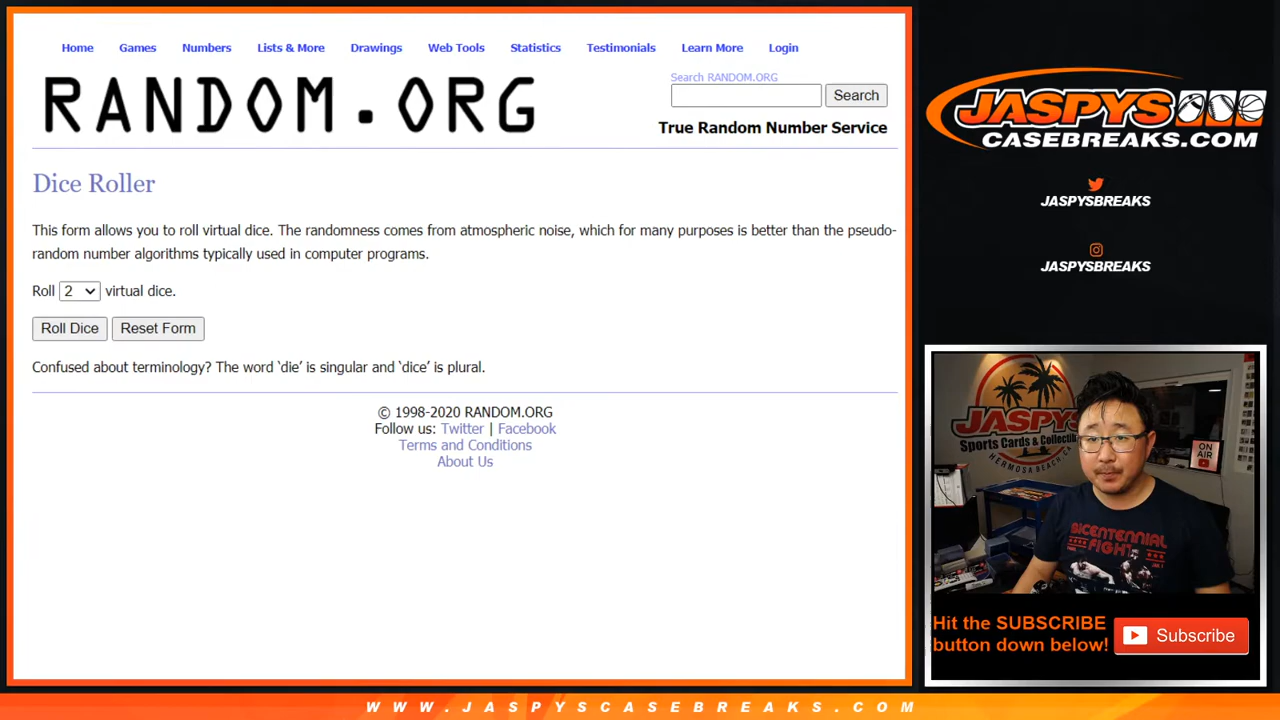 Home Games Numbers Lists & More Drawings Web Tools Statistics Testimonials Learn More Login
RANDOM.ORG
Search RANDOM.ORG
Search
True Random Number Service
Dice Roller
This form allows you to roll virtual dice. The randomness comes from atmospheric noise, which for many purposes is better than the pseudo-
random number algorithms typically used in computer programs.
Roll 2 virtual dice.
Roll Dice Reset Form
Confused about terminology? The word ‘die’ is singular and ‘dice’ is plural.
© 1998-2020 RANDOM.ORG
Follow us: Twitter | Facebook
Terms and Conditions
About Us
JASPYS
CASEBREAKS.COM
JASPYSBREAKS
JASPYSBREAKS
JASPYS
Sports Cards & Collectib
HERMOSA BEACH, CA
ON
AIR
BICENTENNIAL
FIGHT
Hit the SUBSCRIBE
button down below!
Subscribe
WWW.JASPYSCASEBREAKS.COM